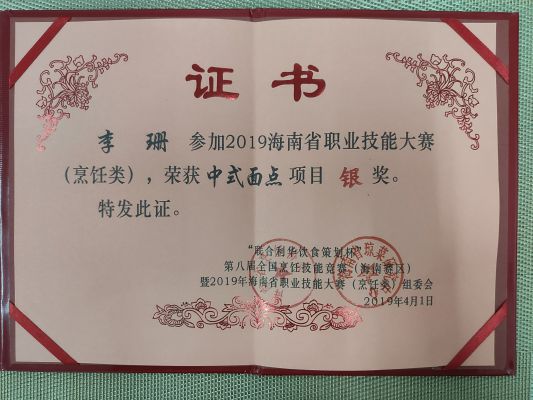 证书
李 珊 参加2019海南省职业技能大赛
（烹饪类），荣获中式面点项目 银 奖。
特发此证。
“联合利华饮食策划杯”
第八届全国烹饪技能竞赛（海南赛区）
暨2019年海南省职业技能大赛（烹饪类）组委会
2019年4月1日